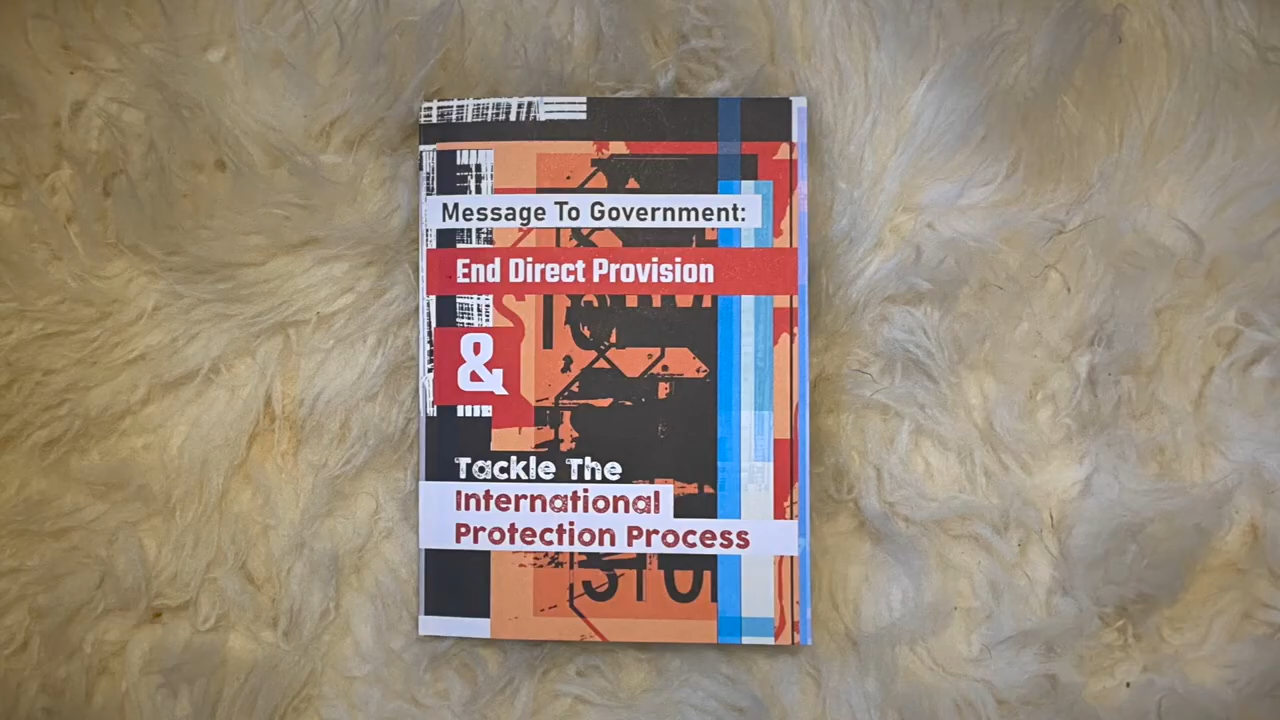 Message To Government:
End Direct Provision
&
Tackle The
International
Protection Process